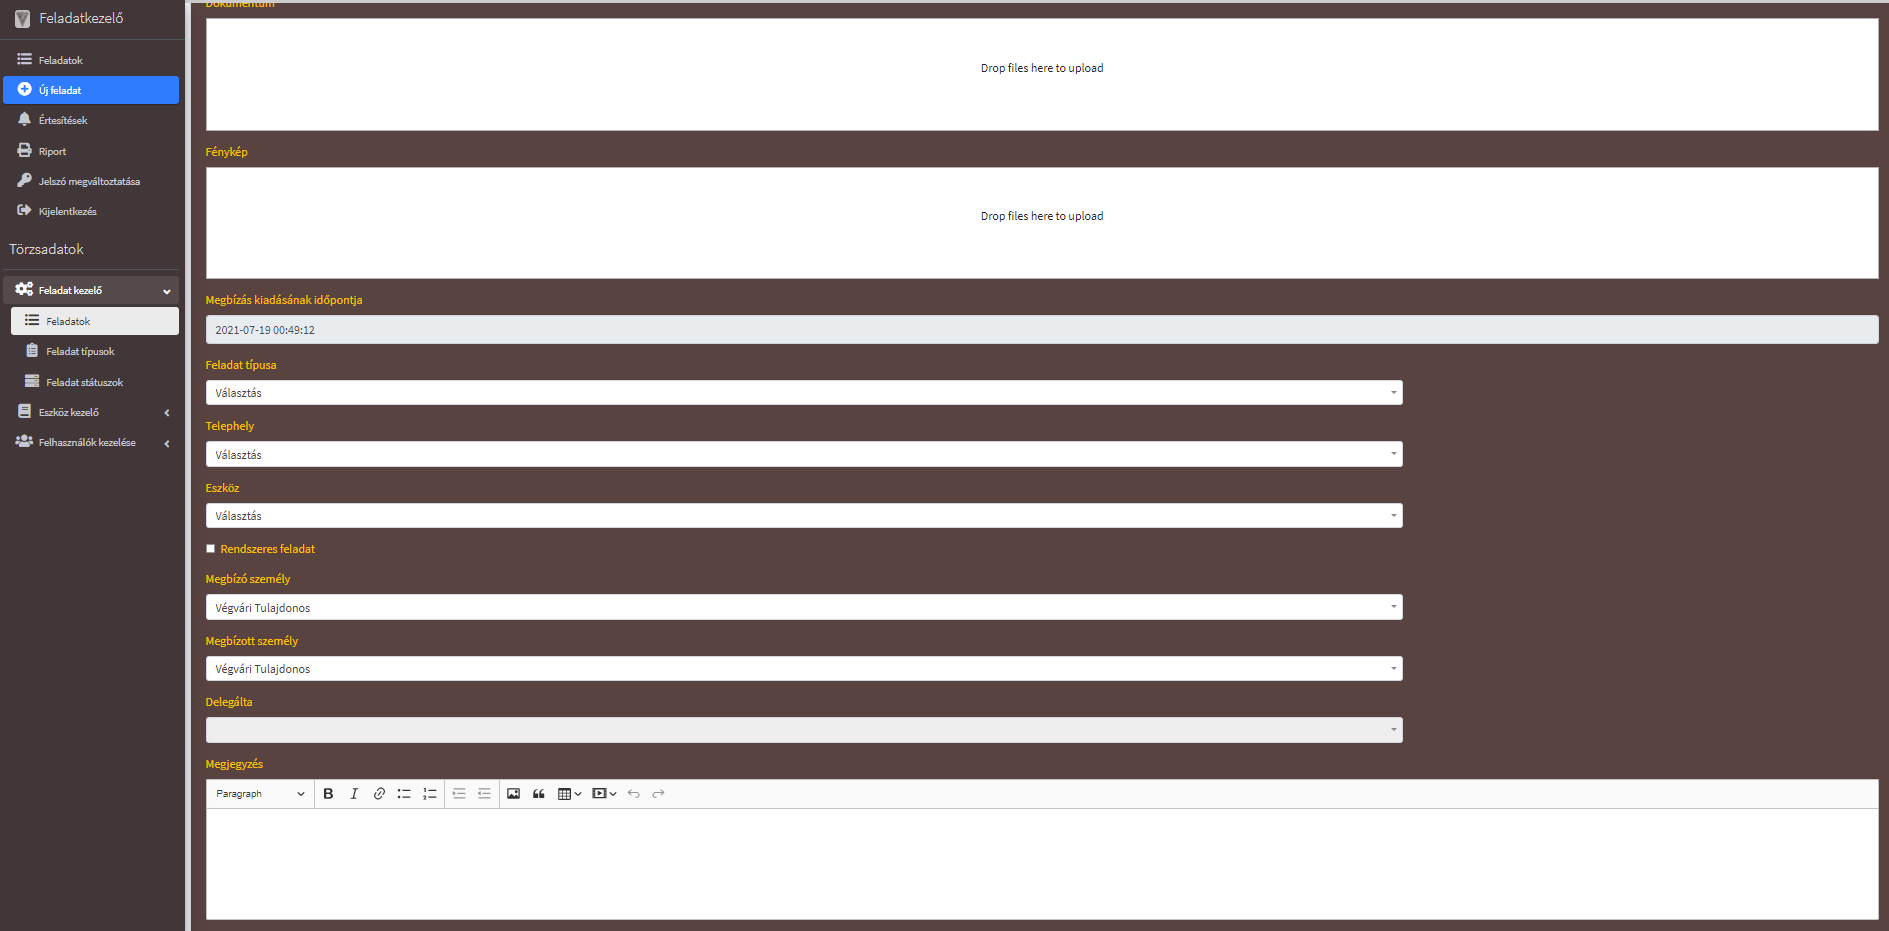 Feladatkezelő
Feladatok
Új feladat
Értesítések
Riport
Jelszó megváltoztatása
Kijelentkezés
Törzsadatok
Feladat kezelő
Feladatok
Feladat típusok
Feladat státuszok
Eszköz kezelő
Felhasználók kezelése
Dokumentum
Drop files here to upload
Fénykép
Drop files here to upload
Megbízás kiadásának időpontja
2021-07-19 00:49:12
Feladat típusa
Választás
Telephely
Választás
Eszköz
Választás
Rendszeres feladat
Megbízó személy
Végvári Tulajdonos
Megbízott személy
Végvári Tulajdonos
Delegálta
Megjegyzés
Paragraph